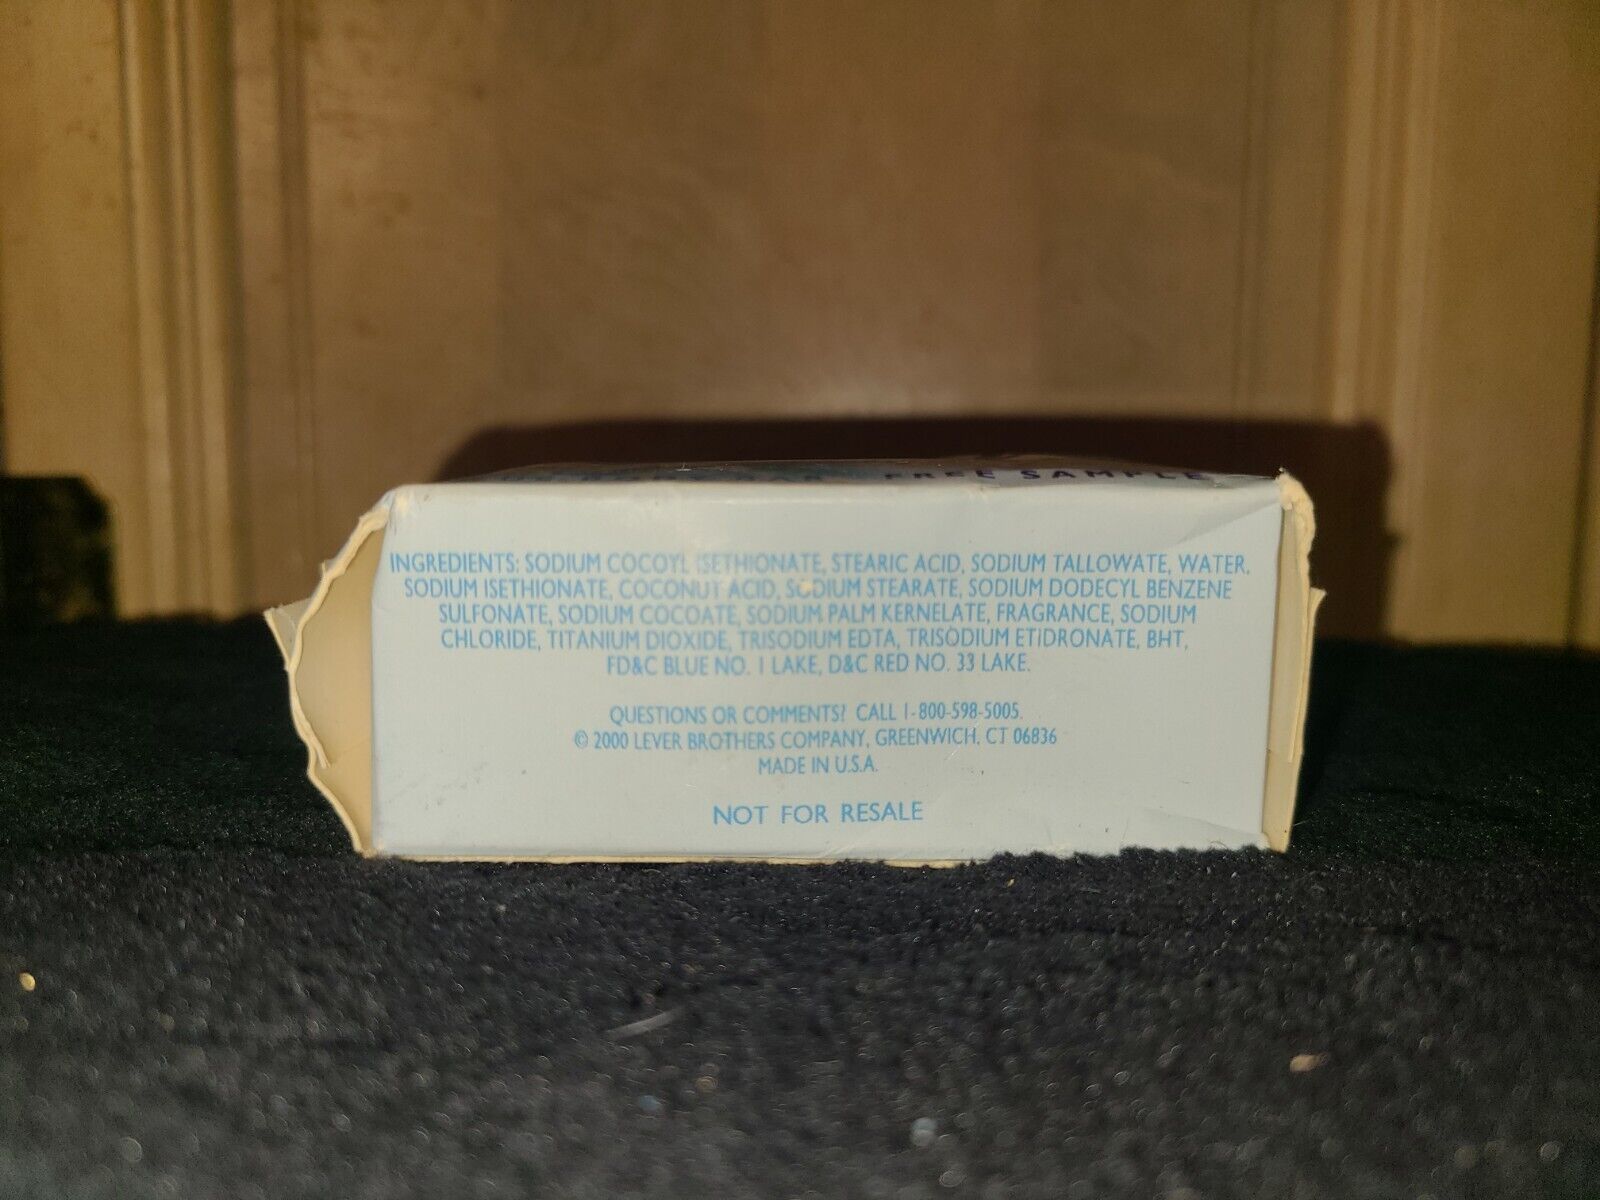 FREE SAMPLE
INGREDIENTS: SODIUM COCOYL ISETHIONATE, STEARIC ACID, SODIUM TALLOWATE, WATER,
SODIUM ISETHIONATE, COCONUT ACID, SODIUM STEARATE, SODIUM DODECYL BENZENE
SULFONATE, SODIUM COCOATE, SODIUM PALM KERNELATE, FRAGRANCE, SODIUM
CHLORIDE, TITANIUM DIOXIDE, TRISODIUM EDTA, TRISODIUM ETIDRONATE, BHT,
FD&C BLUE NO. 1 LAKE, D&C RED NO. 33 LAKE.
QUESTIONS OR COMMENTS? CALL 1-800-598-5005.
© 2000 LEVER BROTHERS COMPANY, GREENWICH, CT 06836
MADE IN U.S.A.
NOT FOR RESALE